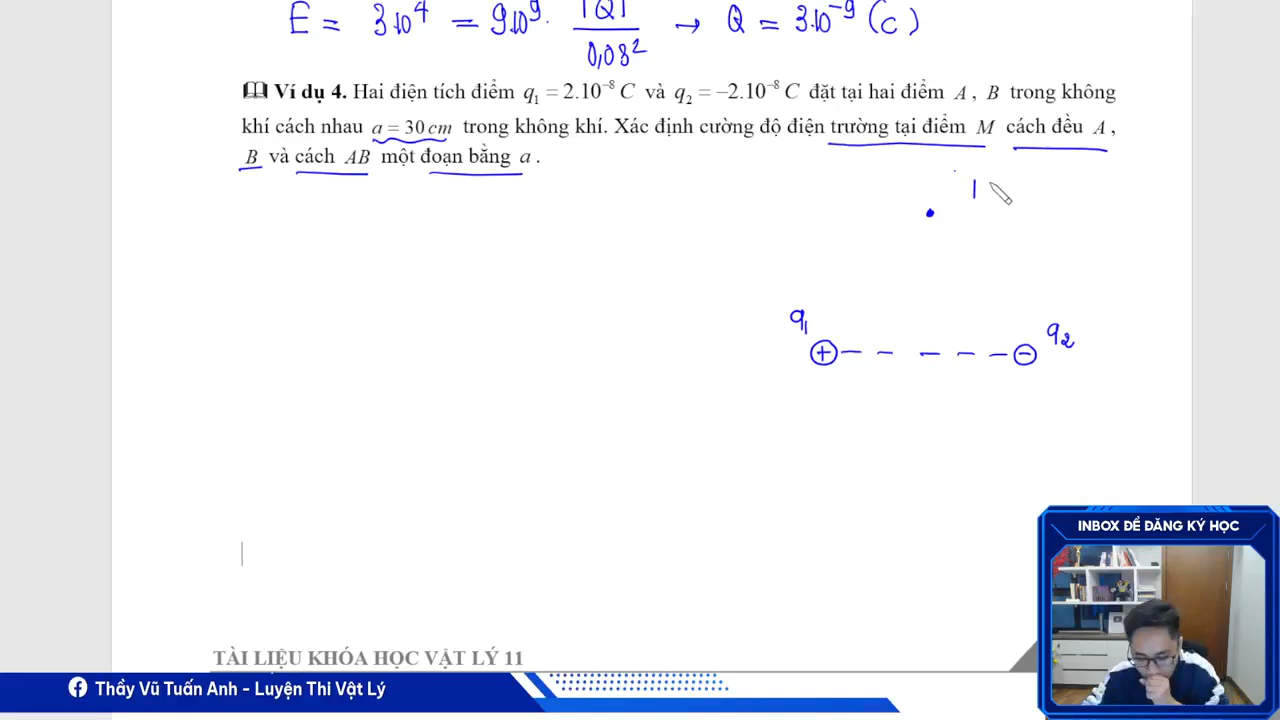 E = 3.10⁴ = 9.10⁹. |Q| / 0,03² → Q = 3.10⁻⁹ (C)
Ví dụ 4. Hai điện tích điểm q₁ = 2.10⁻⁸ C và q₂ = –2.10⁻⁸ C đặt tại hai điểm A, B trong không
khí cách nhau a = 30 cm trong không khí. Xác định cường độ điện trường tại điểm M cách đều A,
B và cách AB một đoạn bằng a.
q₁
q₂
+ – – – – – –
INBOX ĐỂ ĐĂNG KÝ HỌC
TÀI LIỆU KHÓA HỌC VẬT LÝ 11
Thầy Vũ Tuấn Anh - Luyện Thi Vật Lý